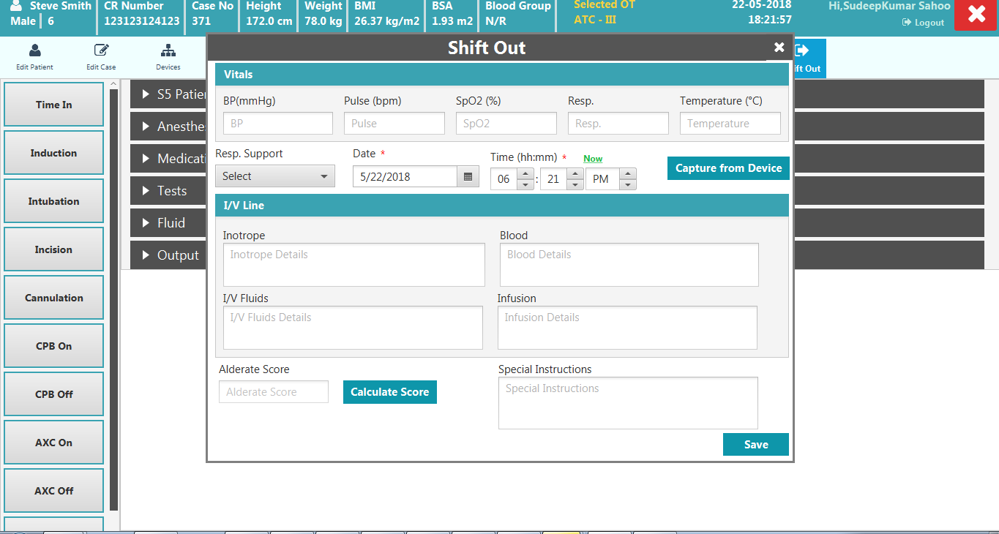 Steve Smith
Male | 6
CR Number
123123124123
Case No
371
Height
172.0 cm
Weight
78.0 kg
BMI
26.37 kg/m2
BSA
1.93 m2
Blood Group
N/R
Selected OT
ATC - III
22-05-2018
18:21:57
Hi,SudeepKumar Sahoo
Logout
Edit Patient
Edit Case
Devices
Shift Out
ift Out
Time In
Induction
Intubation
Incision
Cannulation
CPB On
CPB Off
AXC On
AXC Off
S5 Patie
Anesthe
Medicati
Tests
Fluid
Output
Vitals
BP(mmHg) Pulse (bpm) SpO2 (%) Resp. Temperature (°C)
BP Pulse SpO2 Resp. Temperature
Resp. Support Date * Time (hh:mm) * Now
Select 5/22/2018 06 : 21 PM Capture from Device
I/V Line
Inotrope Blood
Inotrope Details Blood Details
I/V Fluids Infusion
I/V Fluids Details Infusion Details
Alderate Score Special Instructions
Alderate Score Calculate Score Special Instructions
Save